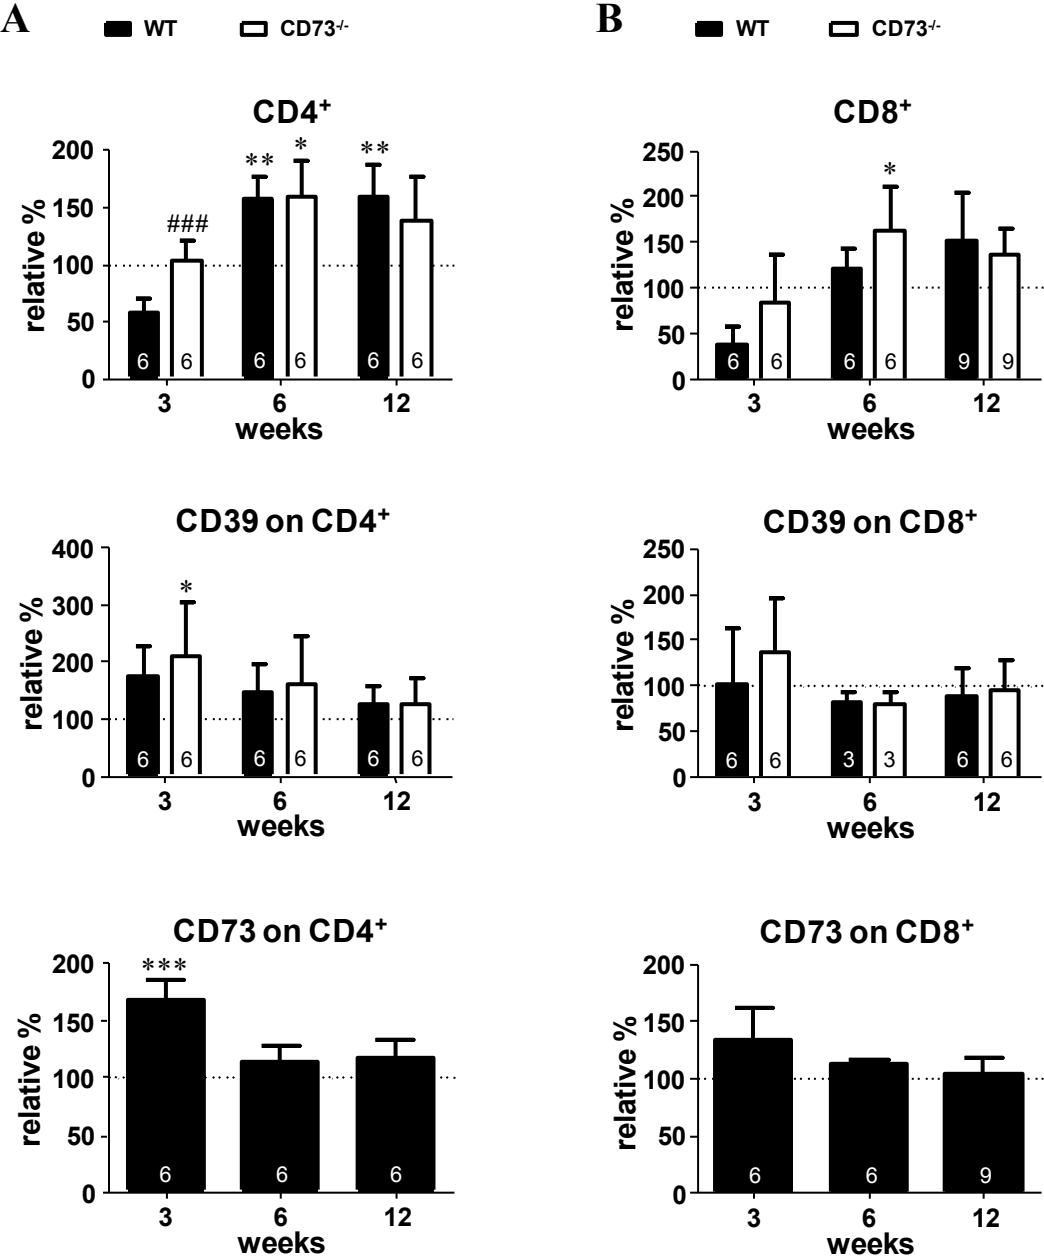 A
WT CD73-/-
CD4+
relative %
200
150
100
50
0
** * **
###
6 6 6 6 6 6
3 6 12
weeks
CD39 on CD4+
relative %
400
300
200
100
0
*
6 6 6 6 6 6
3 6 12
weeks
CD73 on CD4+
relative %
200
150
100
50
0
***
6 6 6
3 6 12
weeks
B
WT CD73-/-
CD8+
relative %
250
200
150
100
50
0
*
6 6 6 6 9 9
3 6 12
weeks
CD39 on CD8+
relative %
250
200
150
100
50
0
6 6 3 3 6 6
3 6 12
weeks
CD73 on CD8+
relative %
200
150
100
50
0
6 6 9
3 6 12
weeks